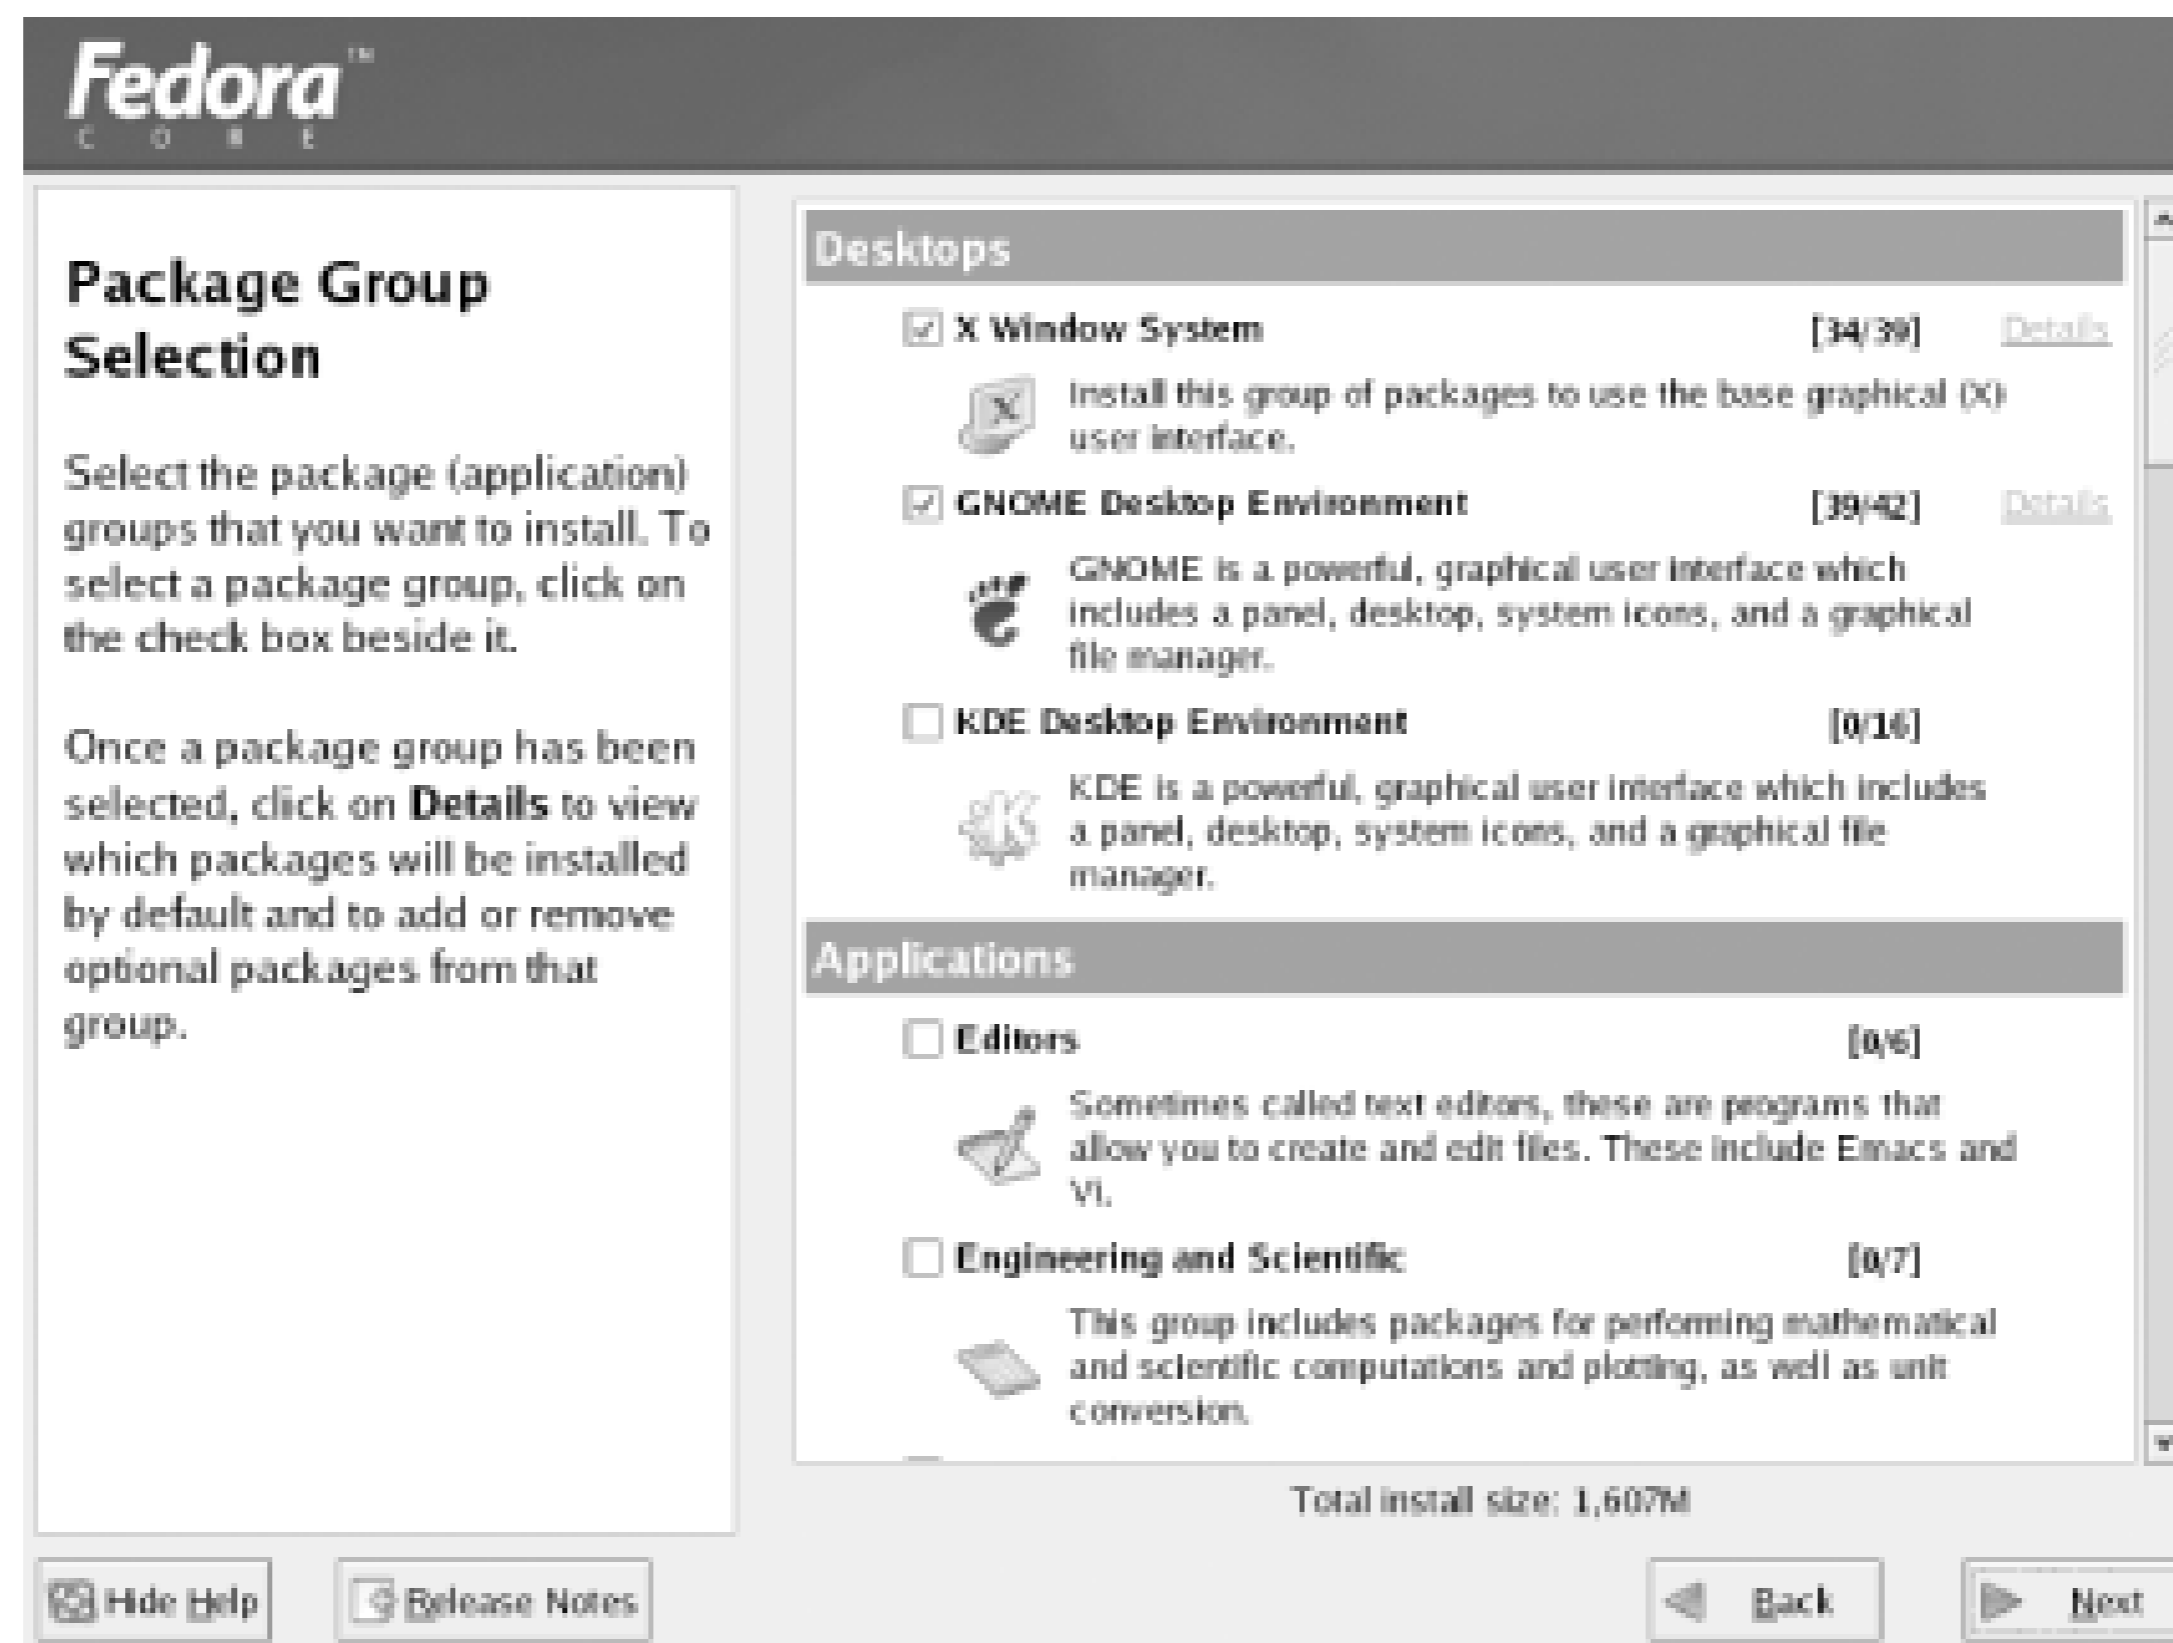 Fedora™
CORE
Package Group
Selection
Select the package (application)
groups that you want to install. To
select a package group, click on
the check box beside it.
Once a package group has been
selected, click on Details to view
which packages will be installed
by default and to add or remove
optional packages from that
group.
Desktops
X Window System [34/39] Details
Install this group of packages to use the base graphical (X)
user interface.
GNOME Desktop Environment [39/42] Details
GNOME is a powerful, graphical user interface which
includes a panel, desktop, system icons, and a graphical
file manager.
KDE Desktop Environment [0/16]
KDE is a powerful, graphical user interface which includes
a panel, desktop, system icons, and a graphical file
manager.
Applications
Editors [0/6]
Sometimes called text editors, these are programs that
allow you to create and edit files. These include Emacs and
Vi.
Engineering and Scientific [0/7]
This group includes packages for performing mathematical
and scientific computations and plotting, as well as unit
conversion.
Total install size: 1,607M
Hide Help Release Notes Back Next